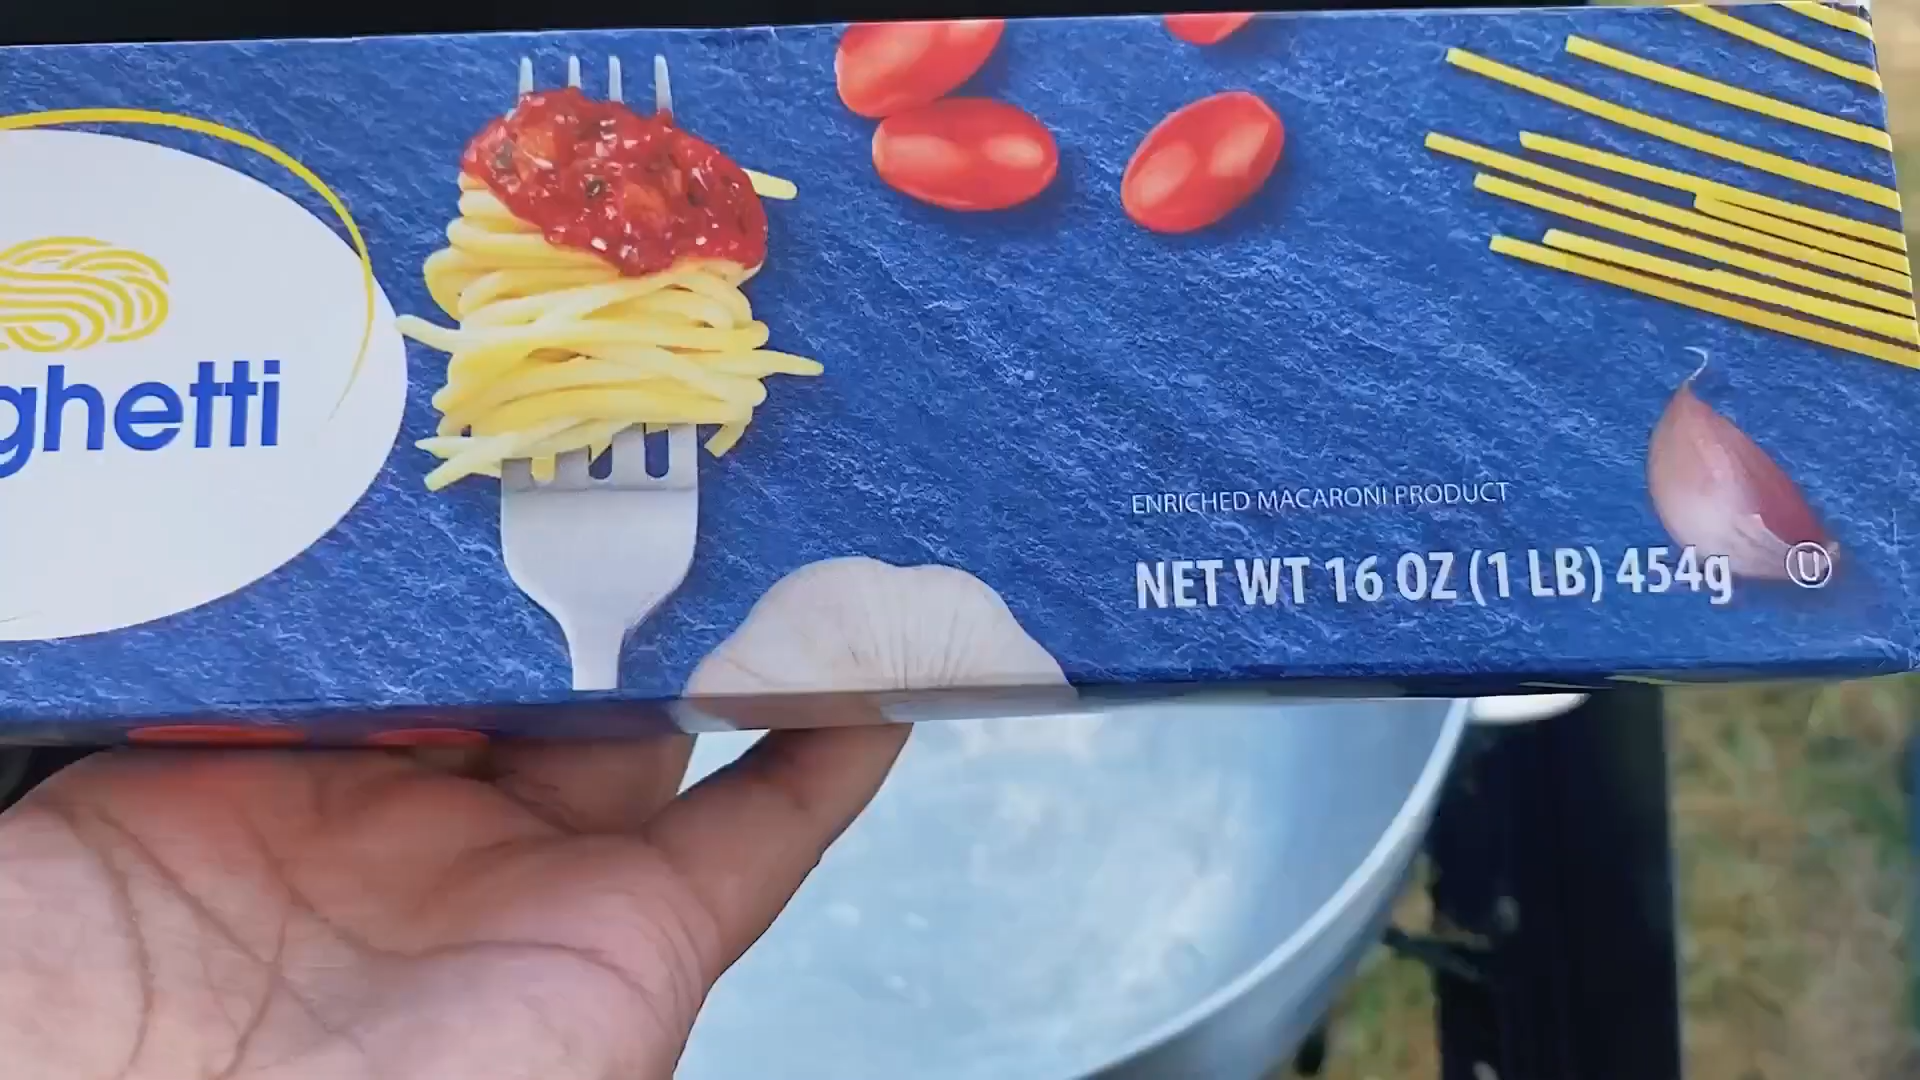 ghetti
ENRICHED MACARONI PRODUCT
NET WT 16 OZ (1 LB) 454g
U